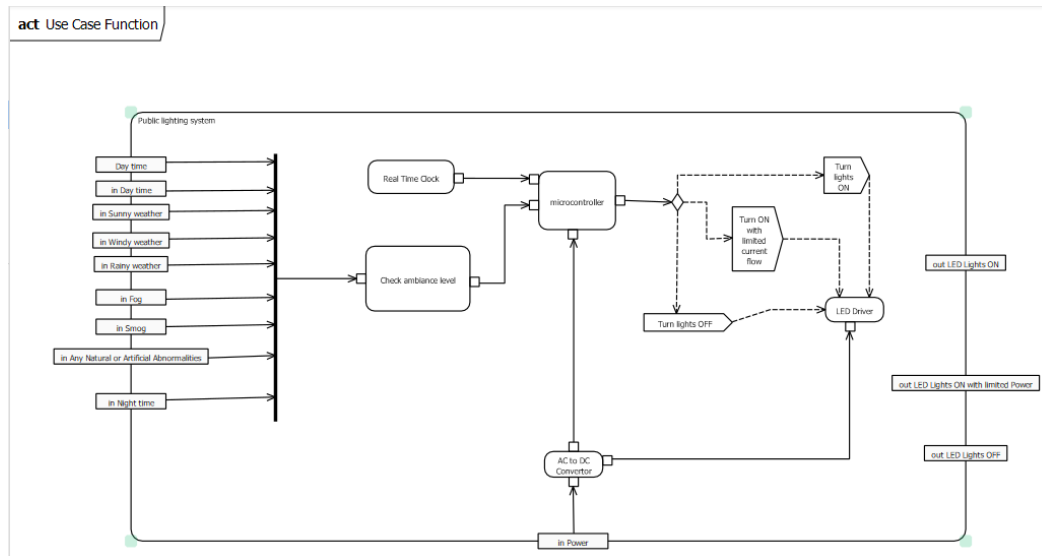 act Use Case Function
Public lighting system
Day time
in Day time
in Sunny weather
in Windy weather
in Rainy weather
in Fog
in Smog
in Any Natural or Artificial Abnormalities
in Night time
Real Time Clock
Check ambiance level
microcontroller
Turn
lights
ON
Turn ON
with
limited
current
flow
Turn lights OFF
LED Driver
AC to DC
Convertor
in Power
out LED Lights ON
out LED Lights ON with limited Power
out LED Lights OFF